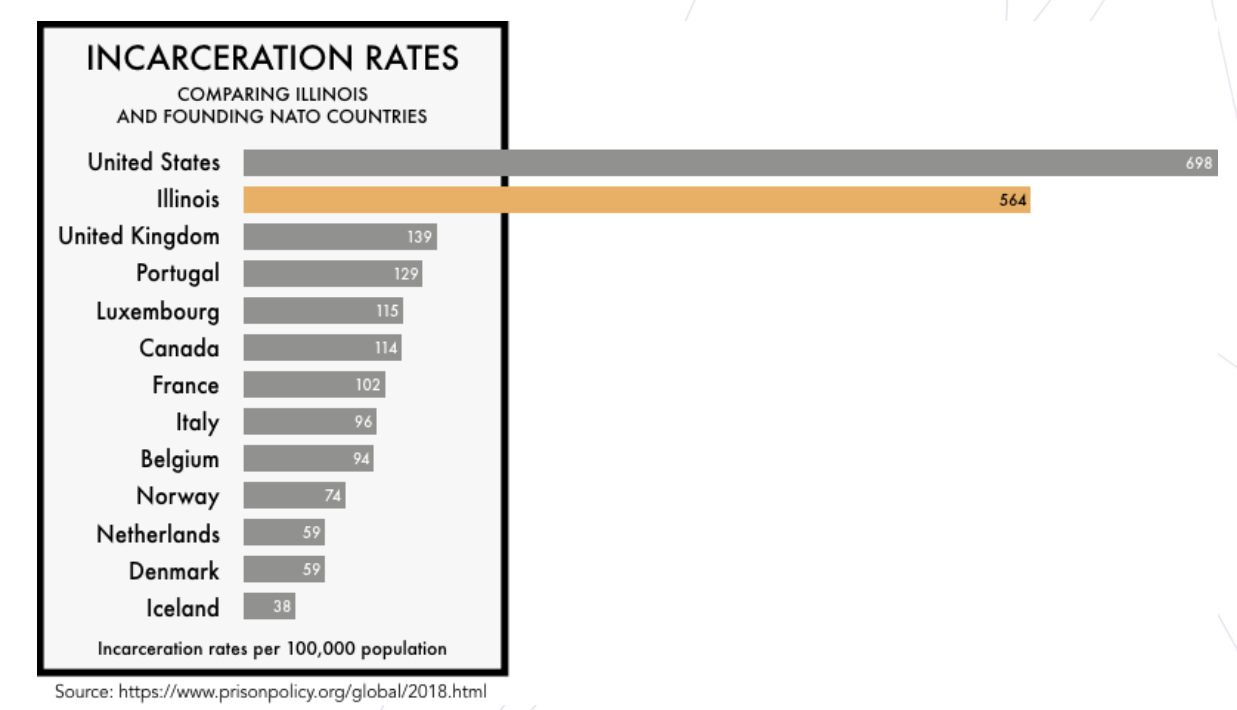 INCARCERATION RATES
COMPARING ILLINOIS
AND FOUNDING NATO COUNTRIES
United States 698
Illinois 564
United Kingdom 139
Portugal 129
Luxembourg 115
Canada 114
France 102
Italy 96
Belgium 94
Norway 74
Netherlands 59
Denmark 59
Iceland 38
Incarceration rates per 100,000 population
Source: https://www.prisonpolicy.org/global/2018.html